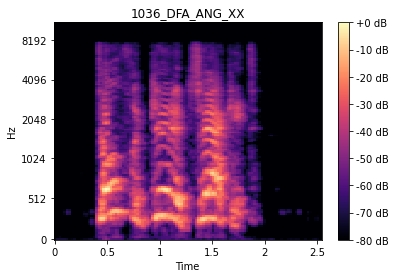 1036_DFA_ANG_XX
8192
4096
2048
1024
512
0
Hz
0
0.5
1
1.5
2
2.5
Time
+0 dB
-10 dB
-20 dB
-30 dB
-40 dB
-50 dB
-60 dB
-70 dB
-80 dB